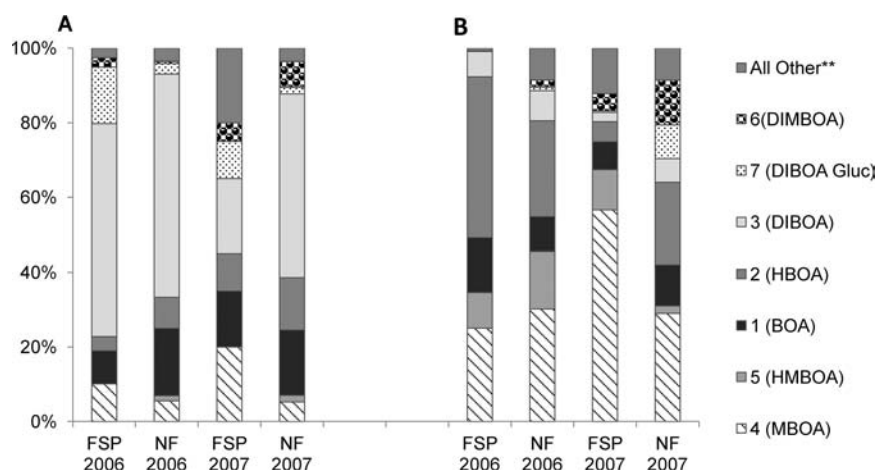 A
B
100%
80%
60%
40%
20%
0%
FSP NF FSP NF
2006 2006 2007 2007
FSP NF FSP NF
2006 2006 2007 2007
All Other**
6(DIMBOA)
7 (DIBOA Gluc)
3 (DIBOA)
2 (HBOA)
1 (BOA)
5 (HMBOA)
4 (MBOA)